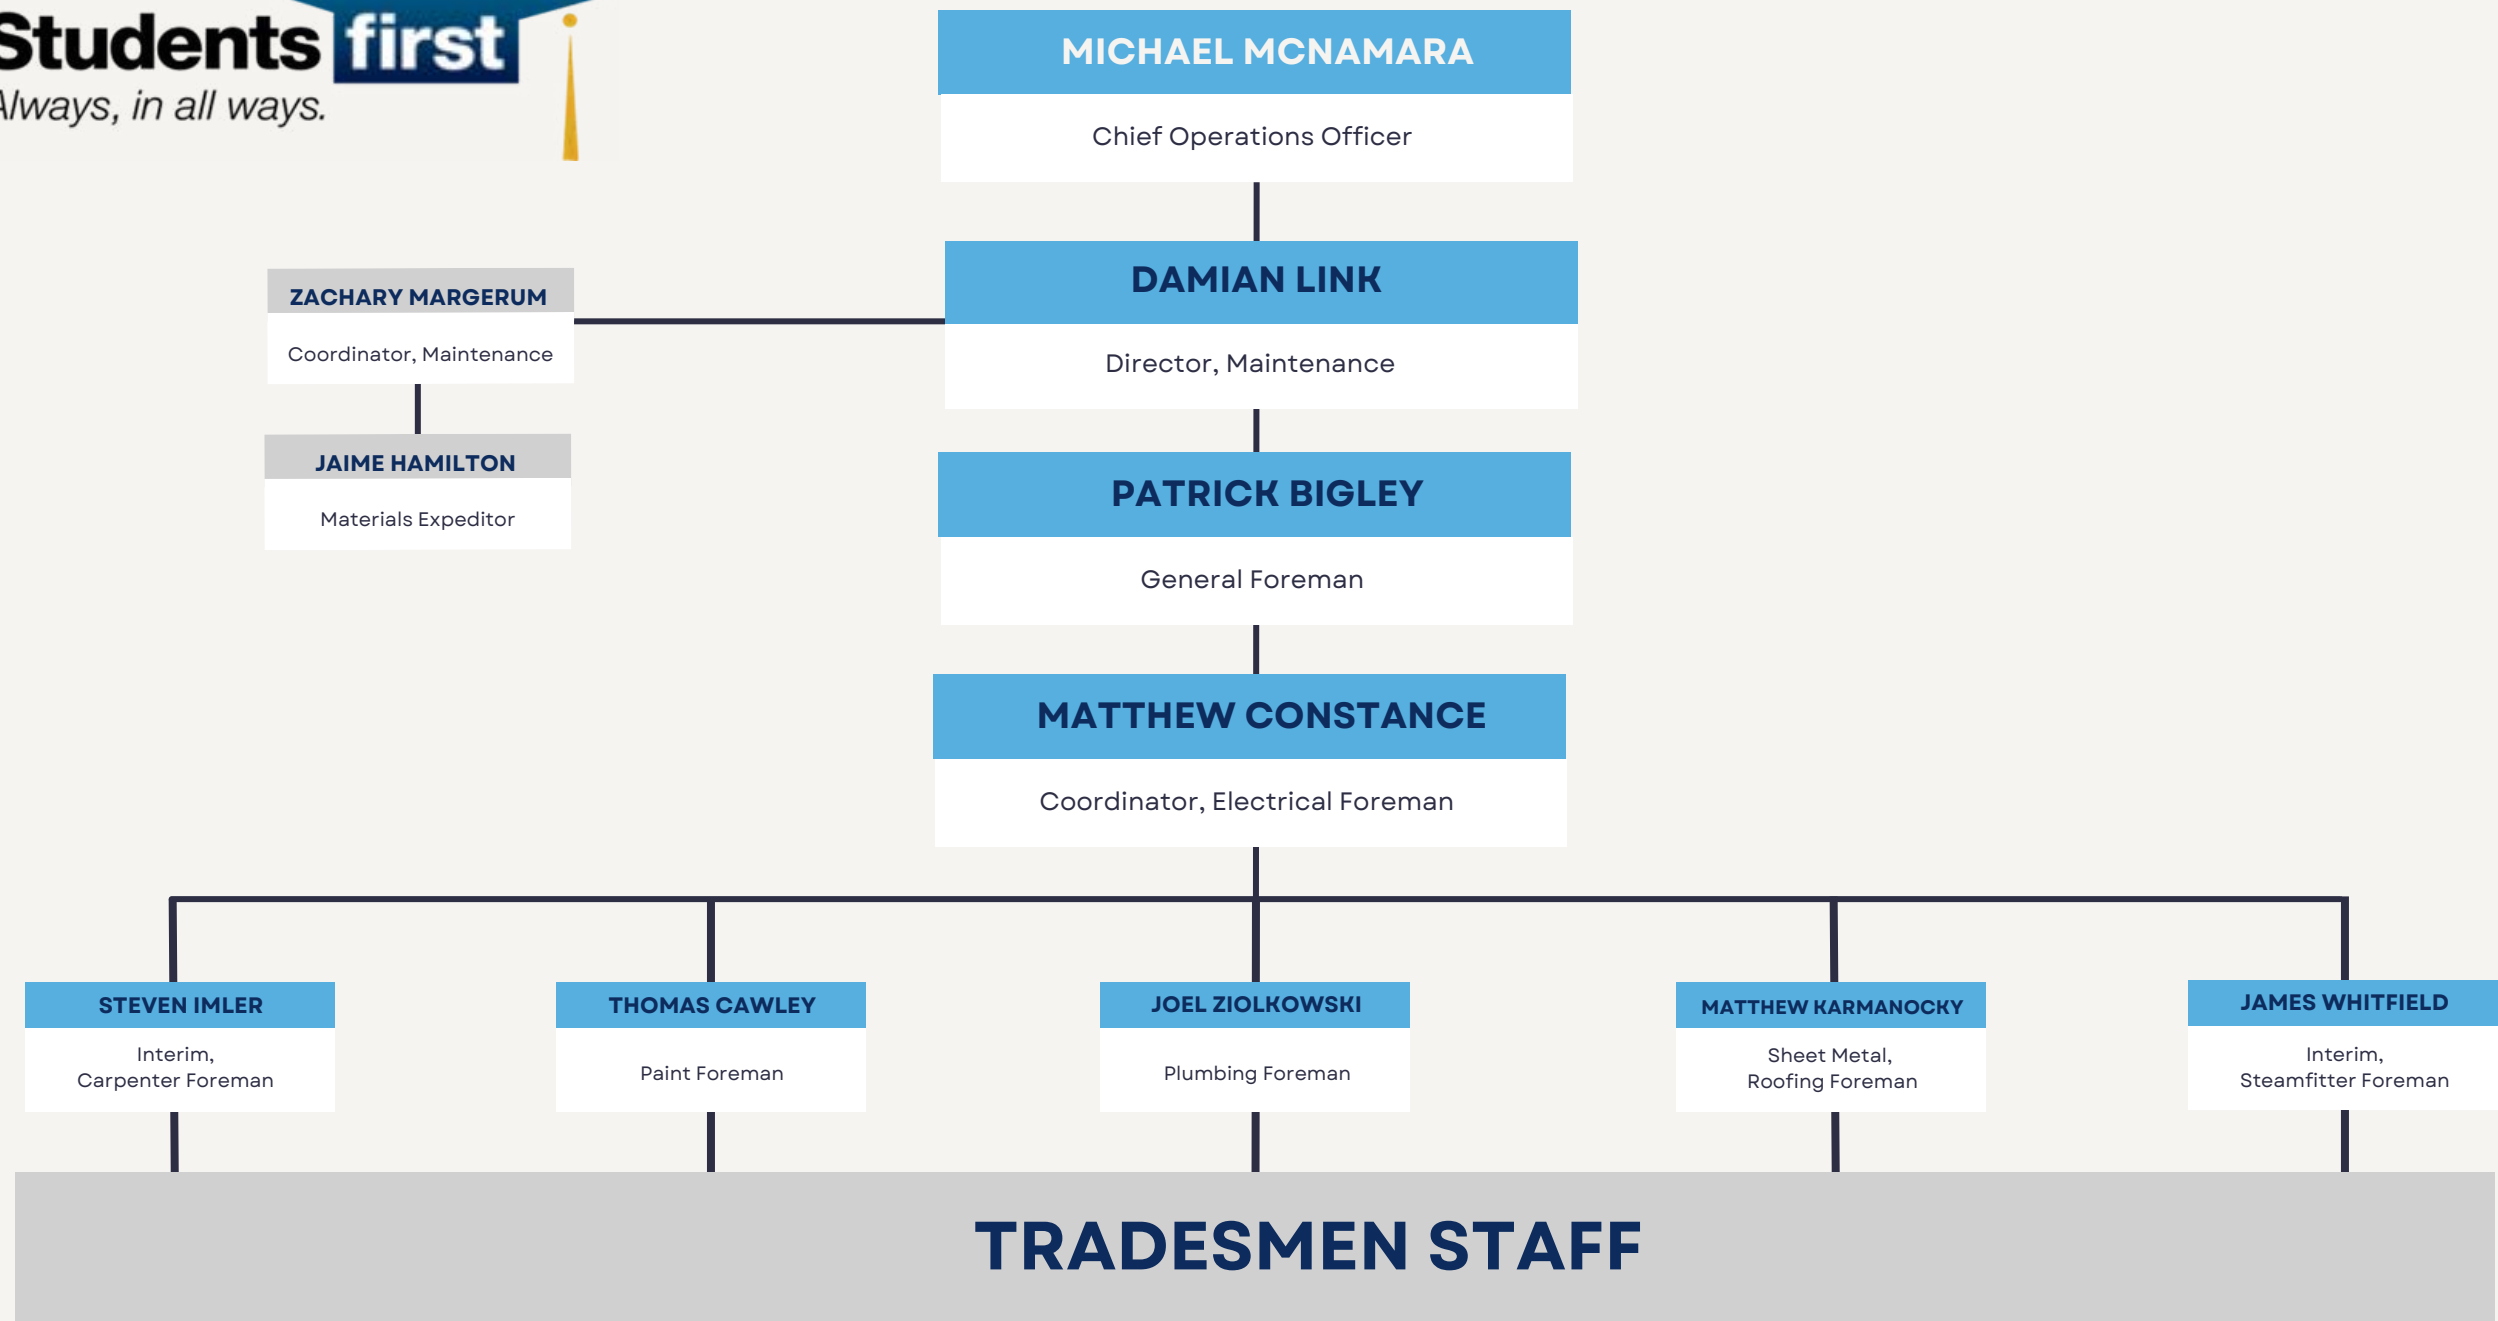 Students first
Always, in all ways.
MICHAEL MCNAMARA
Chief Operations Officer
DAMIAN LINK
Director, Maintenance
ZACHARY MARGERUM
Coordinator, Maintenance
JAIME HAMILTON
Materials Expeditor
PATRICK BIGLEY
General Foreman
MATTHEW CONSTANCE
Coordinator, Electrical Foreman
STEVEN IMLER
Interim,
Carpenter Foreman
THOMAS CAWLEY
Paint Foreman
JOEL ZIOLKOWSKI
Plumbing Foreman
MATTHEW KARMANOCKY
Sheet Metal,
Roofing Foreman
JAMES WHITFIELD
Interim,
Steamfitter Foreman
TRADESMEN STAFF